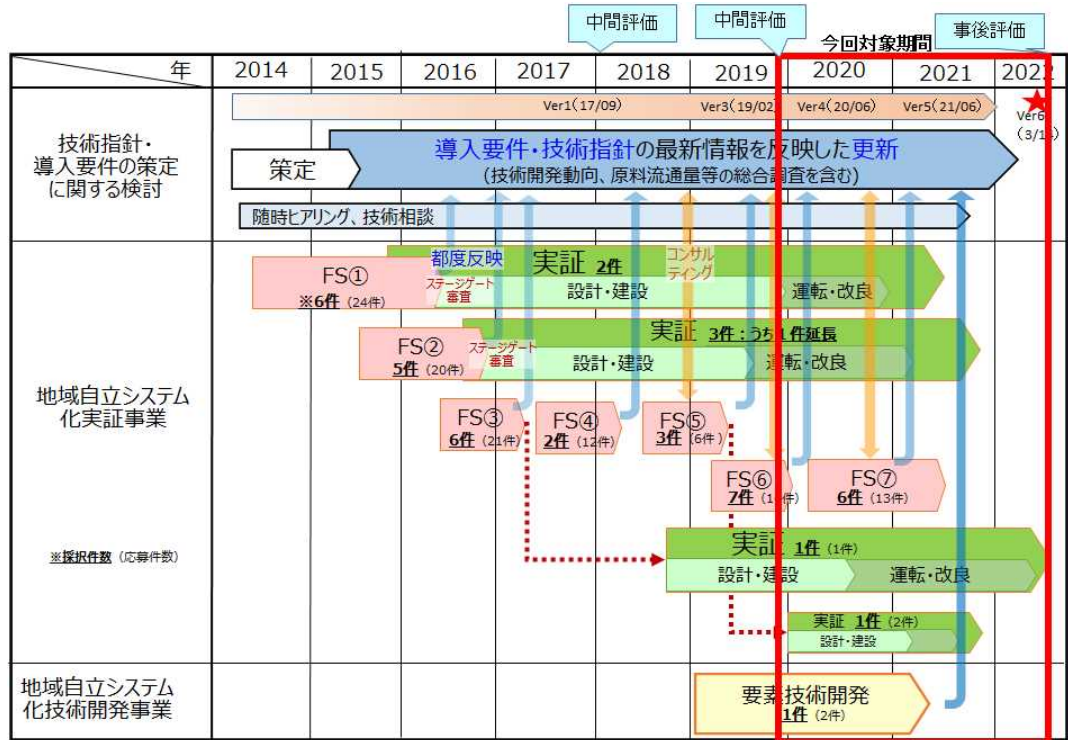 中間評価
中間評価
事後評価
今回対象期間
年
2014
2015
2016
2017
2018
2019
2020
2021
2022
技術指針・
導入要件の策定
に関する検討
Ver1(17/09)
Ver3(19/02)
Ver4(20/06)
Ver5(21/06)
Ver6
(3/14)
策定
導入要件・技術指針の最新情報を反映した更新
(技術開発動向、原料流通量等の総合調査を含む)
随時ヒアリング、技術相談
地域自立システム
化実証事業
※採択件数 (応募件数)
FS①
※6件 (24件)
都度反映
ステージゲート
審査
実証 2件
コンサル
ティング
設計・建設
運転・改良
FS②
5件 (20件)
ステージゲート
審査
実証 3件:うち1件延長
設計・建設
運転・改良
FS③
6件 (21件)
FS④
2件 (12件)
FS⑤
3件 (6件)
FS⑥
7件
FS⑦
6件 (13件)
実証 1件 (1件)
設計・建設
運転・改良
実証 1件 (2件)
設計・建設
地域自立システム
化技術開発事業
要素技術開発
1件 (2件)